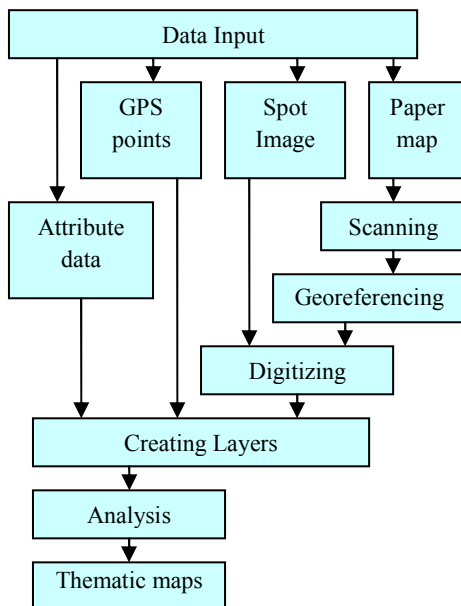 Data Input
GPS
points
Spot
Image
Paper
map
Attribute
data
Scanning
Georeferencing
Digitizing
Creating Layers
Analysis
Thematic maps